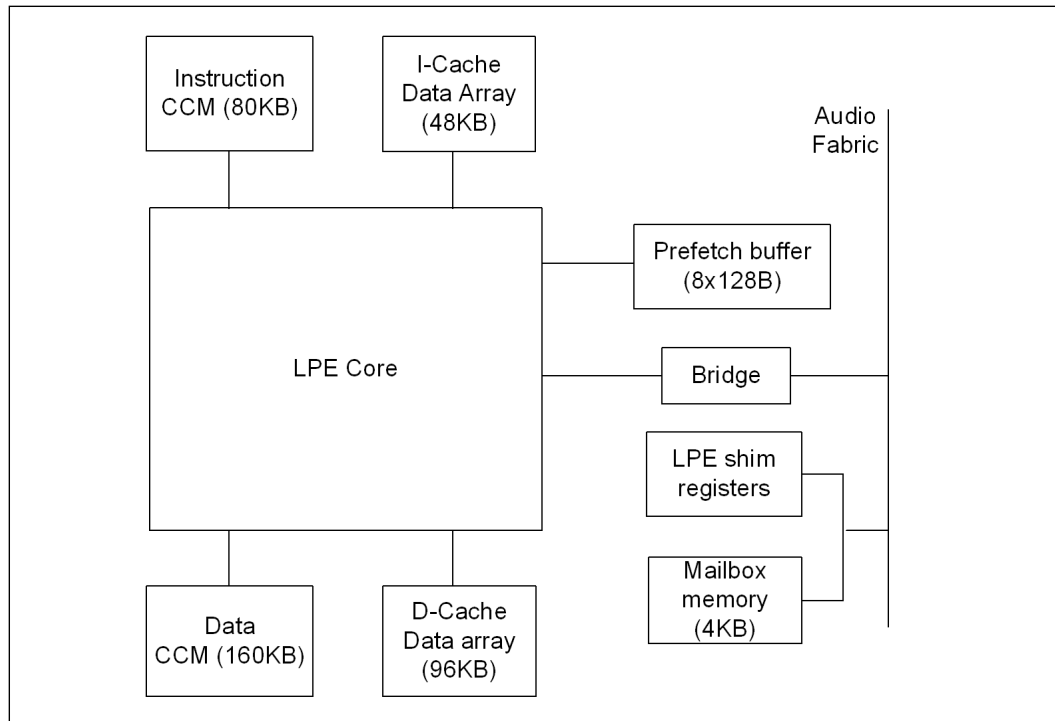 Instruction
CCM (80KB)
I-Cache
Data Array
(48KB)
Audio
Fabric
Prefetch buffer
(8x128B)
LPE Core
Bridge
LPE shim
registers
Mailbox
memory
(4KB)
Data
CCM (160KB)
D-Cache
Data array
(96KB)